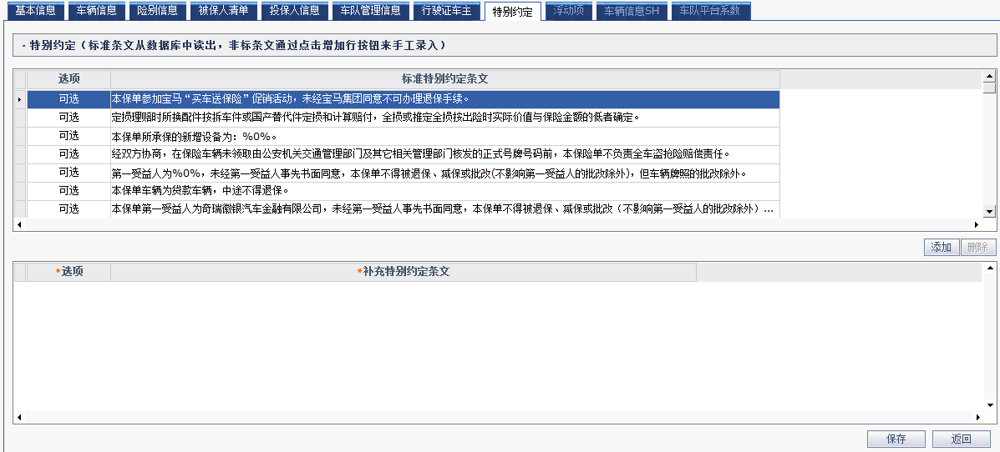 基本信息 车辆信息 险别信息 被保人清单 投保人信息 车队管理信息 行驶证车主 特别约定 浮动项 车辆信息SH 车队平台系数
- 特别约定（标准条文从数据库中读出，非标条文通过点击增加行按钮来手工录入）
选项 标准特别约定条文
可选 本保单参加宝马“买车送保险”促销活动，未经宝马集团同意不可办理退保手续。
可选 定损理赔时所换配件按拆车件或国产替代件定损和计算赔付，全损或推定全损按出险时实际价值与保险金额的低者确定。
可选 本保单所承保的新增设备为：%0%。
可选 经双方协商，在保险车辆未领取由公安机关交通管理部门及其它相关管理部门核发的正式号牌号码前，本保险单不负责全车盗抢险赔偿责任。
可选 第一受益人为%0%，未经第一受益人事先书面同意，本保单不得被退保、减保或批改(不影响第一受益人的批改除外)，但车辆牌照的批改除外。
可选 本保单车辆为贷款车辆，中途不得退保。
可选 本保单第一受益人为奇瑞徽银汽车金融有限公司，未经第一受益人事先书面同意，本保单不得被退保、减保或批改（不影响第一受益人的批改除外）...
添加 删除
*选项 *补充特别约定条文
保存 返回